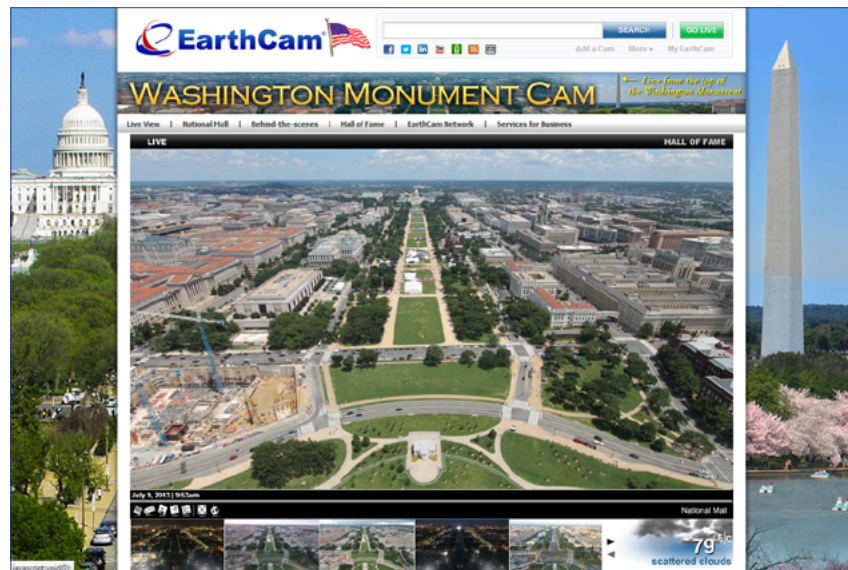 EarthCam
SEARCH
GO LIVE
Add a Cam
More ▾
My EarthCam
WASHINGTON MONUMENT CAM
Live from the top of
the Washington Monument
Live View | National Mall | Behind-the-scenes | Hall of Fame | EarthCam Network | Services for Business
LIVE
HALL OF FAME
July 9, 2013 | 9:53am
National Mall
79
scattered clouds
javascript:void(0);